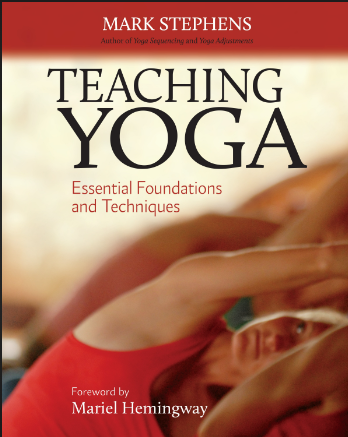 MARK STEPHENS
Author of Yoga Sequencing and Yoga Adjustments
TEACHING
YOGA
Essential Foundations
and Techniques
Foreword by
Mariel Hemingway